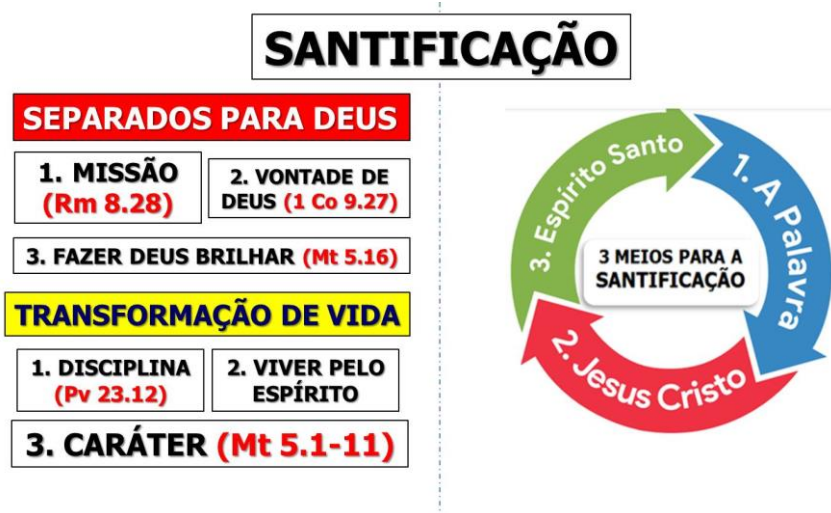 SANTIFICAÇÃO
SEPARADOS PARA DEUS
1. MISSÃO
(Rm 8.28)
2. VONTADE DE
DEUS (1 Co 9.27)
3. FAZER DEUS BRILHAR (Mt 5.16)
TRANSFORMAÇÃO DE VIDA
1. DISCIPLINA
(Pv 23.12)
2. VIVER PELO
ESPÍRITO
3. CARÁTER (Mt 5.1-11)
1. A Palavra
2. Jesus Cristo
3. Espírito Santo
3 MEIOS PARA A
SANTIFICAÇÃO